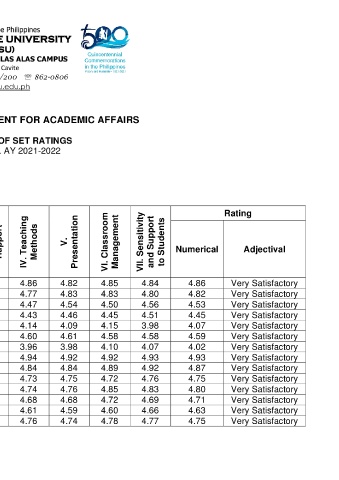 e Philippines
E UNIVERSITY
SU)
LAS ALAS CAMPUS
Cavite
/200 ☏ 862-0806
u.edu.ph
500
Quincentennial
Commemorations
in the Philippines
ENT FOR ACADEMIC AFFAIRS
OF SET RATINGS
, AY 2021-2022
IV. Teaching Methods
V. Presentation
VI. Classroom Management
VII. Sensitivity and Support to Students
Rating
Numerical Adjectival
4.86 4.82 4.85 4.84 4.86 Very Satisfactory
4.77 4.83 4.83 4.80 4.82 Very Satisfactory
4.47 4.54 4.50 4.56 4.53 Very Satisfactory
4.43 4.46 4.45 4.51 4.45 Very Satisfactory
4.14 4.09 4.15 3.98 4.07 Very Satisfactory
4.60 4.61 4.58 4.58 4.59 Very Satisfactory
3.96 3.98 4.10 4.07 4.02 Very Satisfactory
4.94 4.92 4.92 4.93 4.93 Very Satisfactory
4.84 4.84 4.89 4.92 4.87 Very Satisfactory
4.73 4.75 4.72 4.76 4.75 Very Satisfactory
4.74 4.76 4.85 4.83 4.80 Very Satisfactory
4.68 4.68 4.72 4.69 4.71 Very Satisfactory
4.61 4.59 4.60 4.66 4.63 Very Satisfactory
4.76 4.74 4.78 4.77 4.75 Very Satisfactory